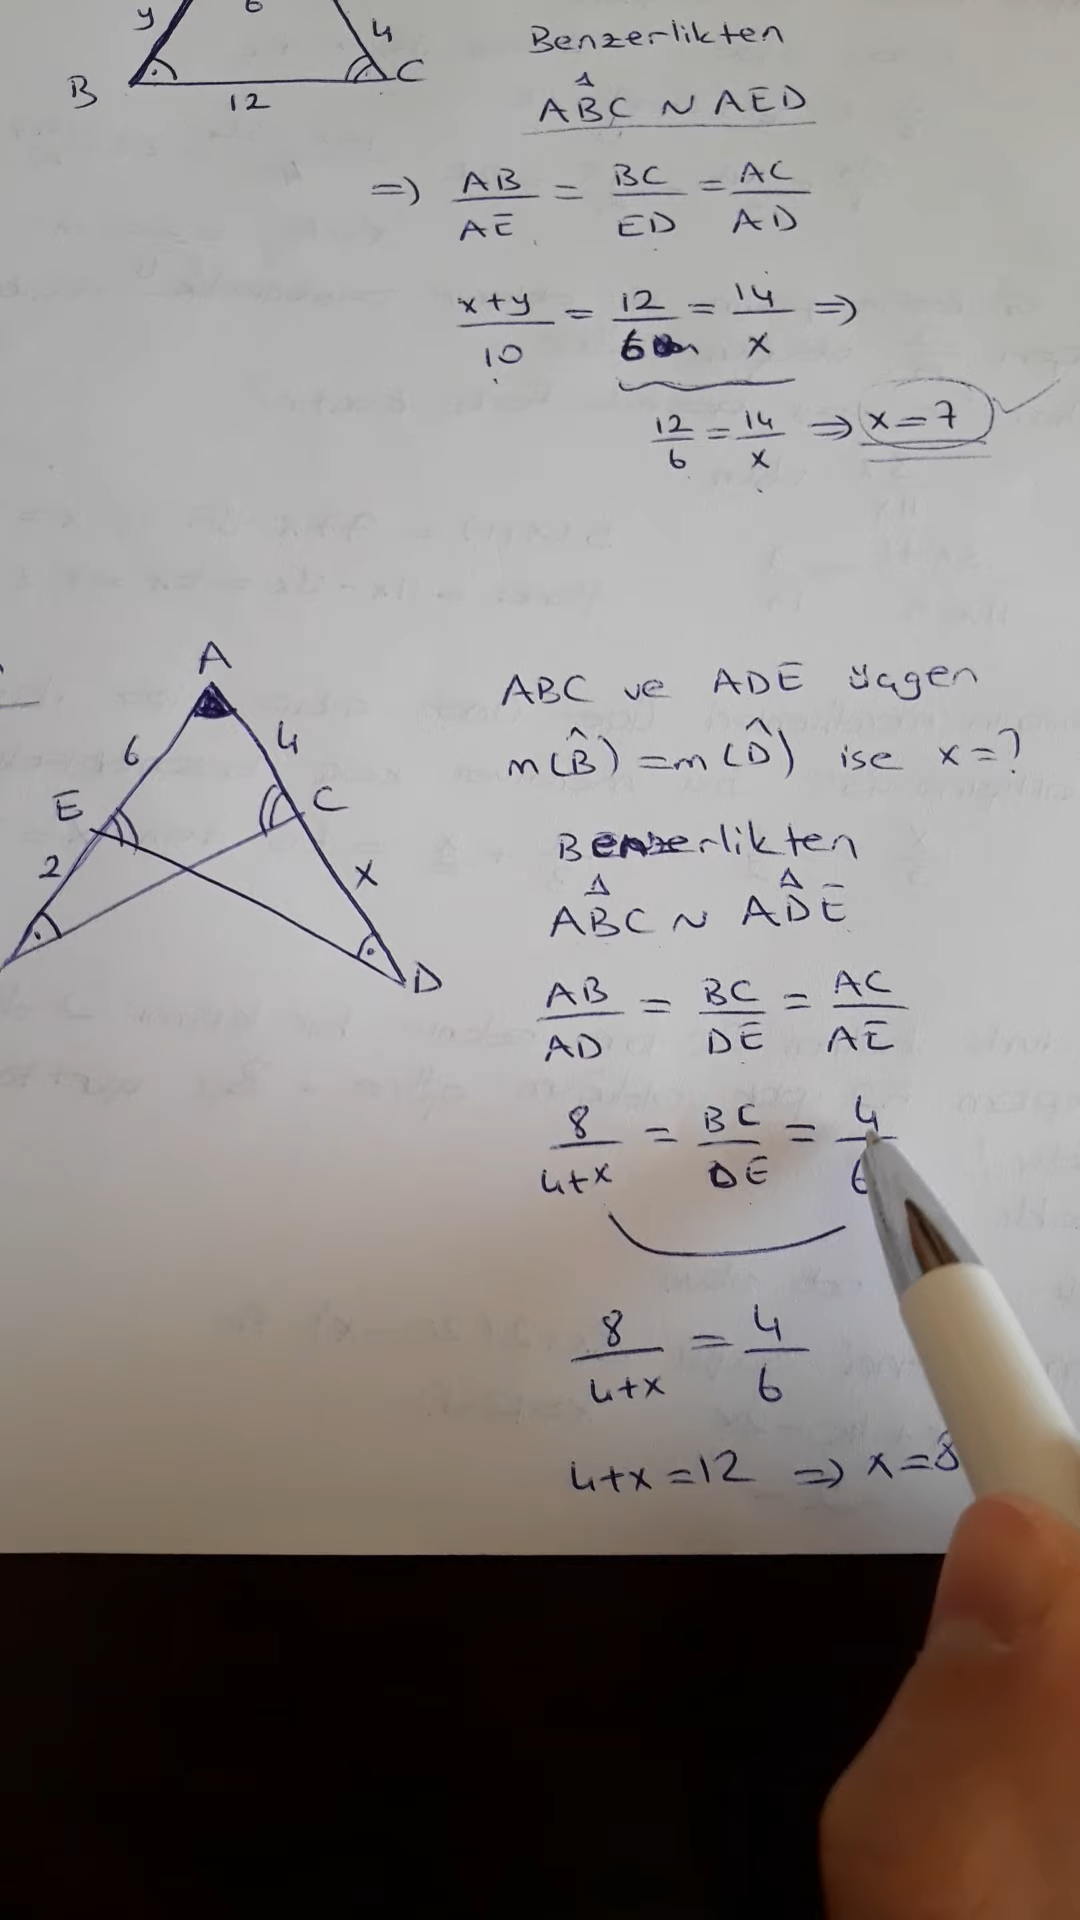 y 6 4
B 12 C
Benzerlikten
ABC ~ AED
=> AB/AE = BC/ED = AC/AD
x+y/10 = 12/6 = 14/x =>
12/6 = 14/x => x=7
A
6 4
E C
2 x
D
ABC ve ADE üçgen
m(B̂)=m(D̂) ise x=?
Benzerlikten
ABC ~ ADE
AB/AD = BC/DE = AC/AE
8/4+x = BC/DE = 4/6
8/4+x = 4/6
4+x=12 => x=8